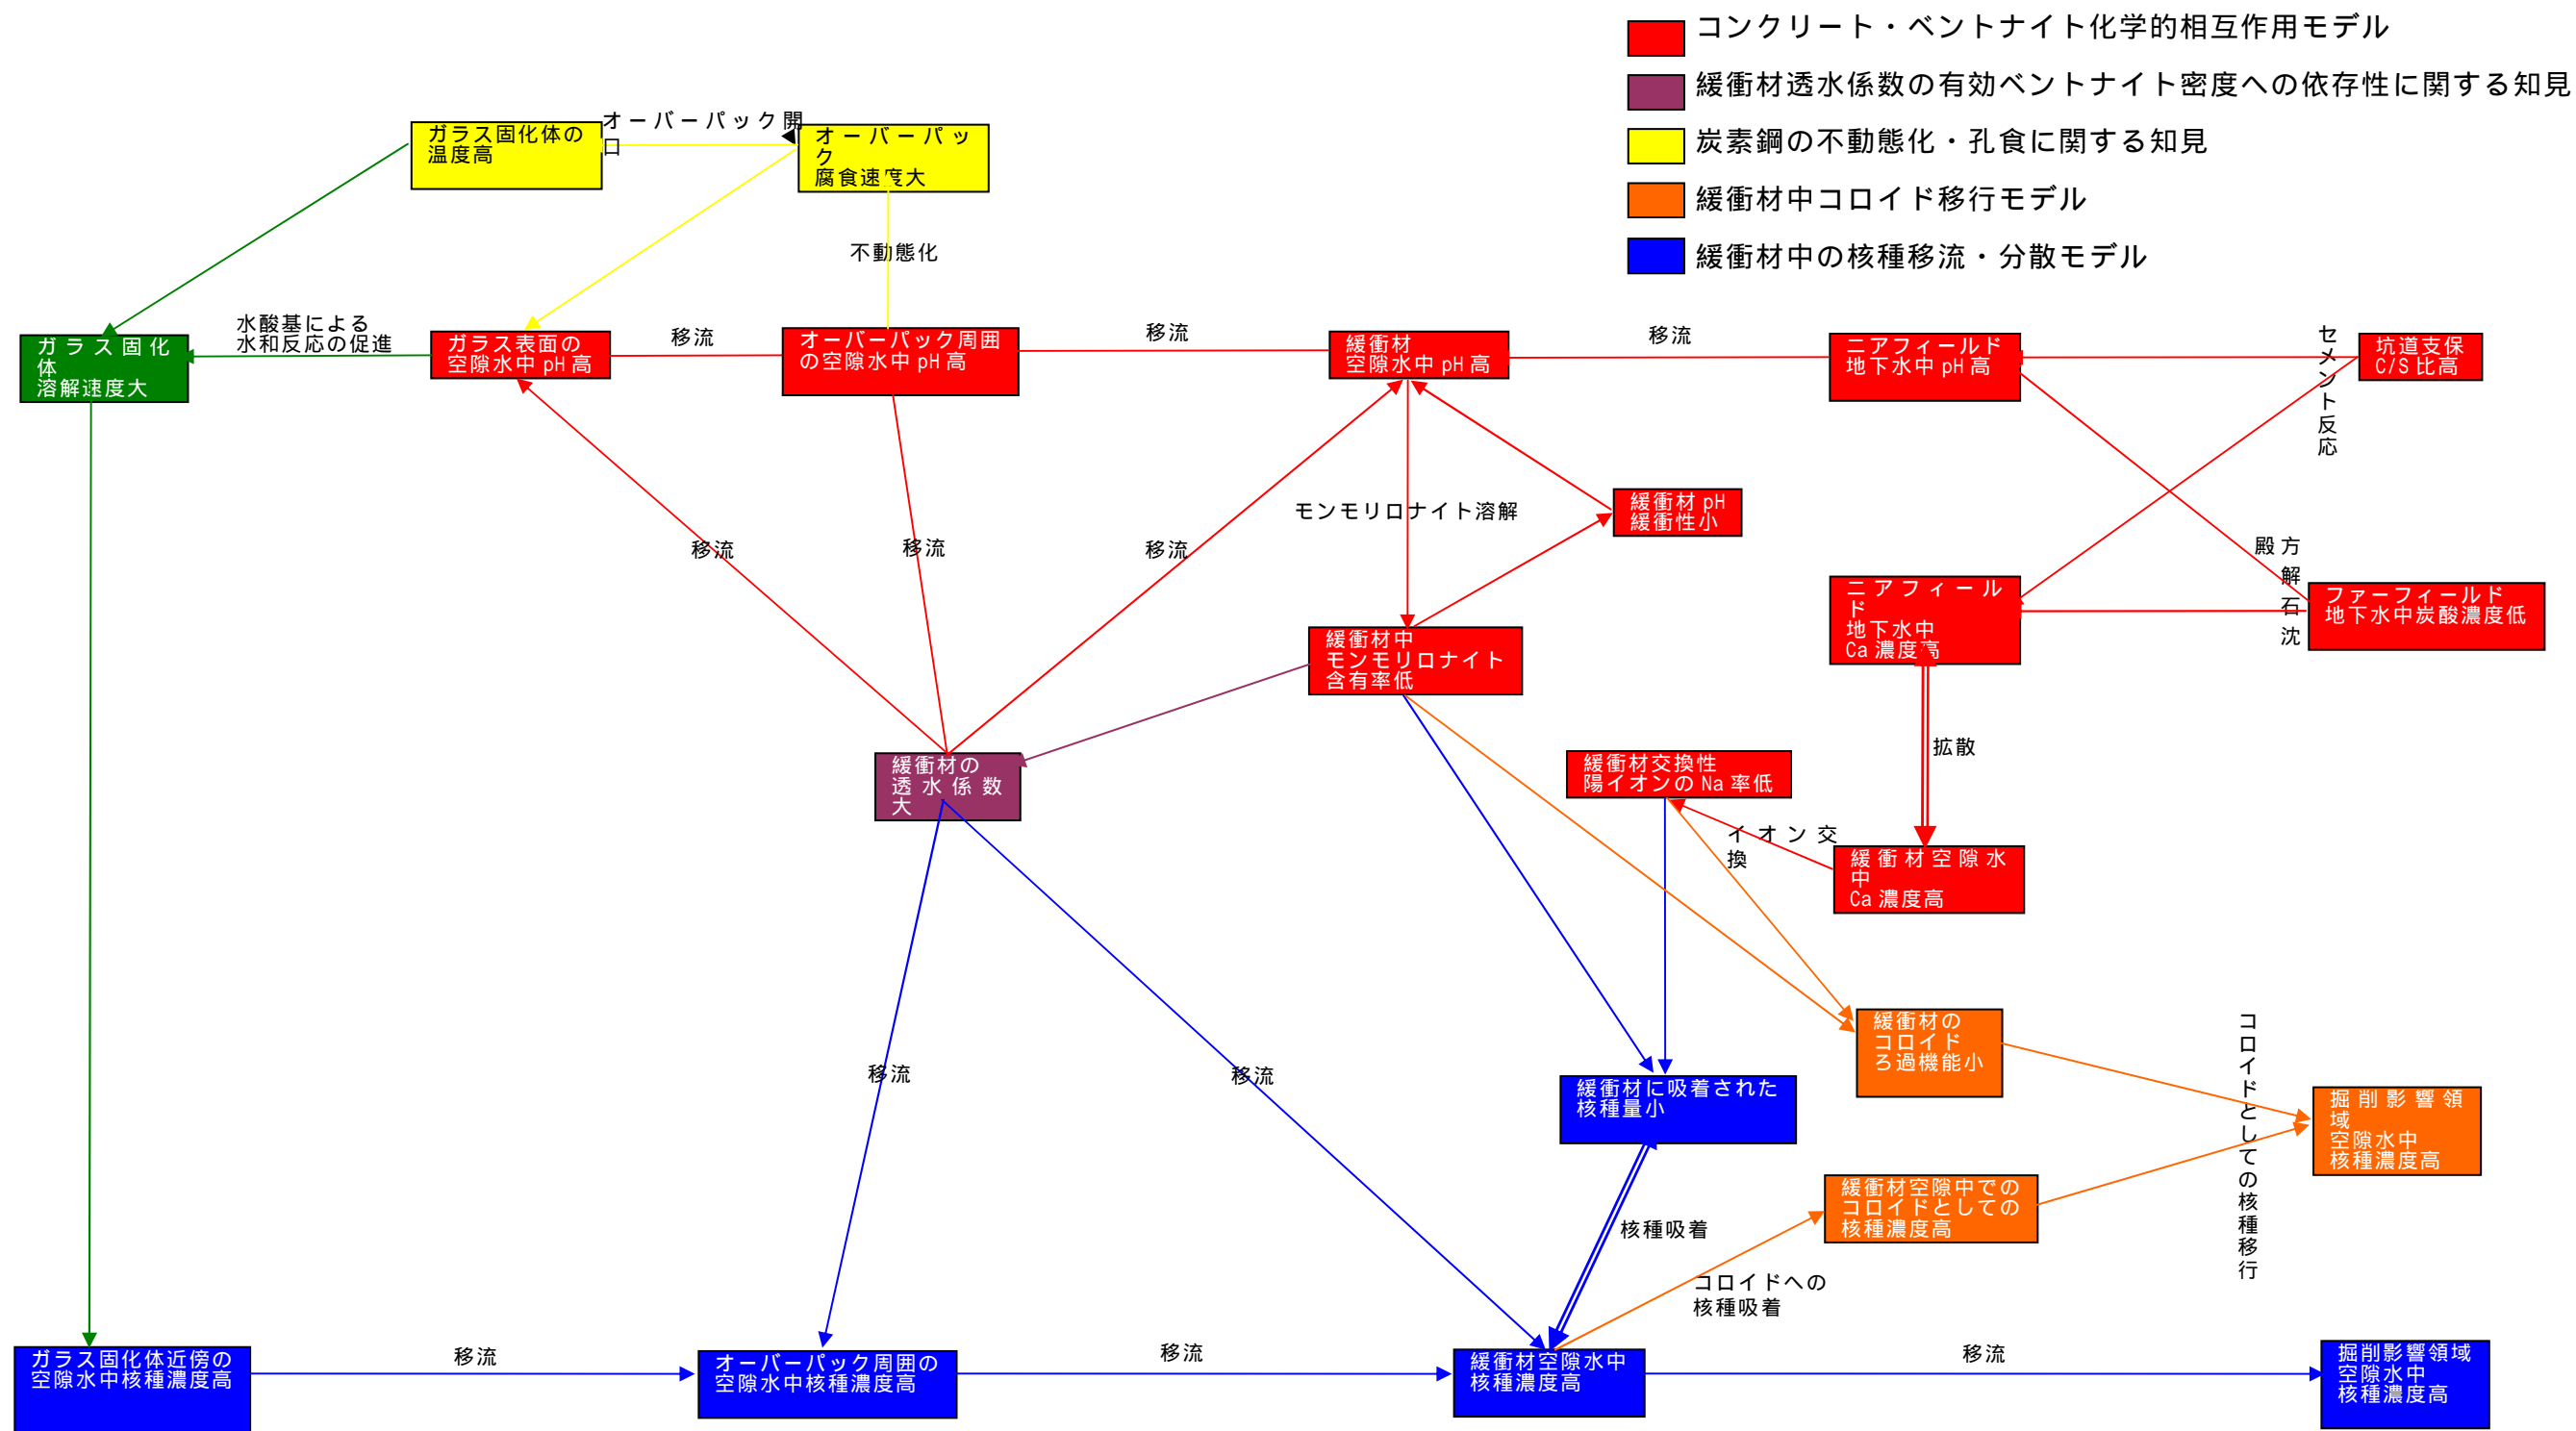 コンクリート・ベントナイト化学的相互作用モデル
緩衝材透水係数の有効ベントナイト密度への依存性に関する知見
炭素鋼の不動態化・孔食に関する知見
緩衝材中コロイド移行モデル
緩衝材中の核種移流・分散モデル
ガラス固化体の
温度高
オーバーパック開
口
オーバーパッ
ク
腐食速度大
不動態化
ガラス固化
体
溶解速度大
水酸基による
水和反応の促進
ガラス表面の
空隙水中 pH 高
移流
オーバーパック周囲
の空隙水中 pH 高
移流
緩衝材
空隙水中 pH 高
移流
ニアフィールド
地下水中 pH 高
セメント反応
坑道支保
C/S 比高
移流
移流
移流
モンモリロナイト溶解
緩衝材 pH
緩衝性小
殿方
解
石
沈
ニアフィール
ド
地下水中
Ca 濃度高
ファーフィールド
地下水中炭酸濃度低
緩衝材中
モンモリロナイト
含有率低
緩衝材の
透水係数
大
緩衝材交換性
陽イオンの Na 率低
拡散
イオン交
換
緩衝材空隙水
中
Ca 濃度高
移流
移流
緩衝材の
コロイド
ろ過機能小
緩衝材に吸着された
核種量小
コロイドとしての核種移行
掘削影響領
域
空隙水中
核種濃度高
緩衝材空隙中での
コロイドとしての
核種濃度高
核種吸着
コロイドへの
核種吸着
ガラス固化体近傍の
空隙水中核種濃度高
移流
オーバーパック周囲の
空隙水中核種濃度高
移流
緩衝材空隙水中
核種濃度高
移流
掘削影響領域
空隙水中
核種濃度高